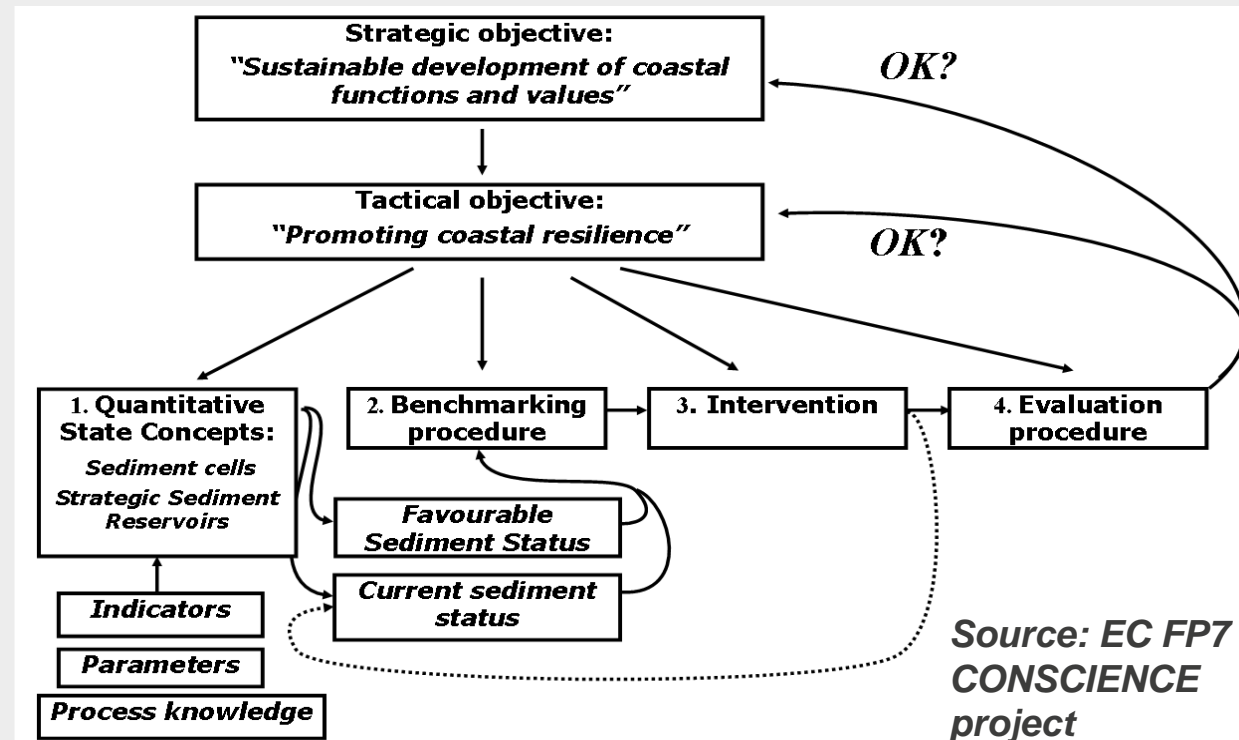 Strategic objective:
"Sustainable development of coastal
functions and values"
OK?
Tactical objective:
"Promoting coastal resilience"
OK?
1. Quantitative
State Concepts:
Sediment cells
Strategic Sediment
Reservoirs
2. Benchmarking
procedure
3. Intervention
4. Evaluation
procedure
Favourable
Sediment Status
Current sediment
status
Indicators
Parameters
Process knowledge
Source: EC FP7
CONSCIENCE
project